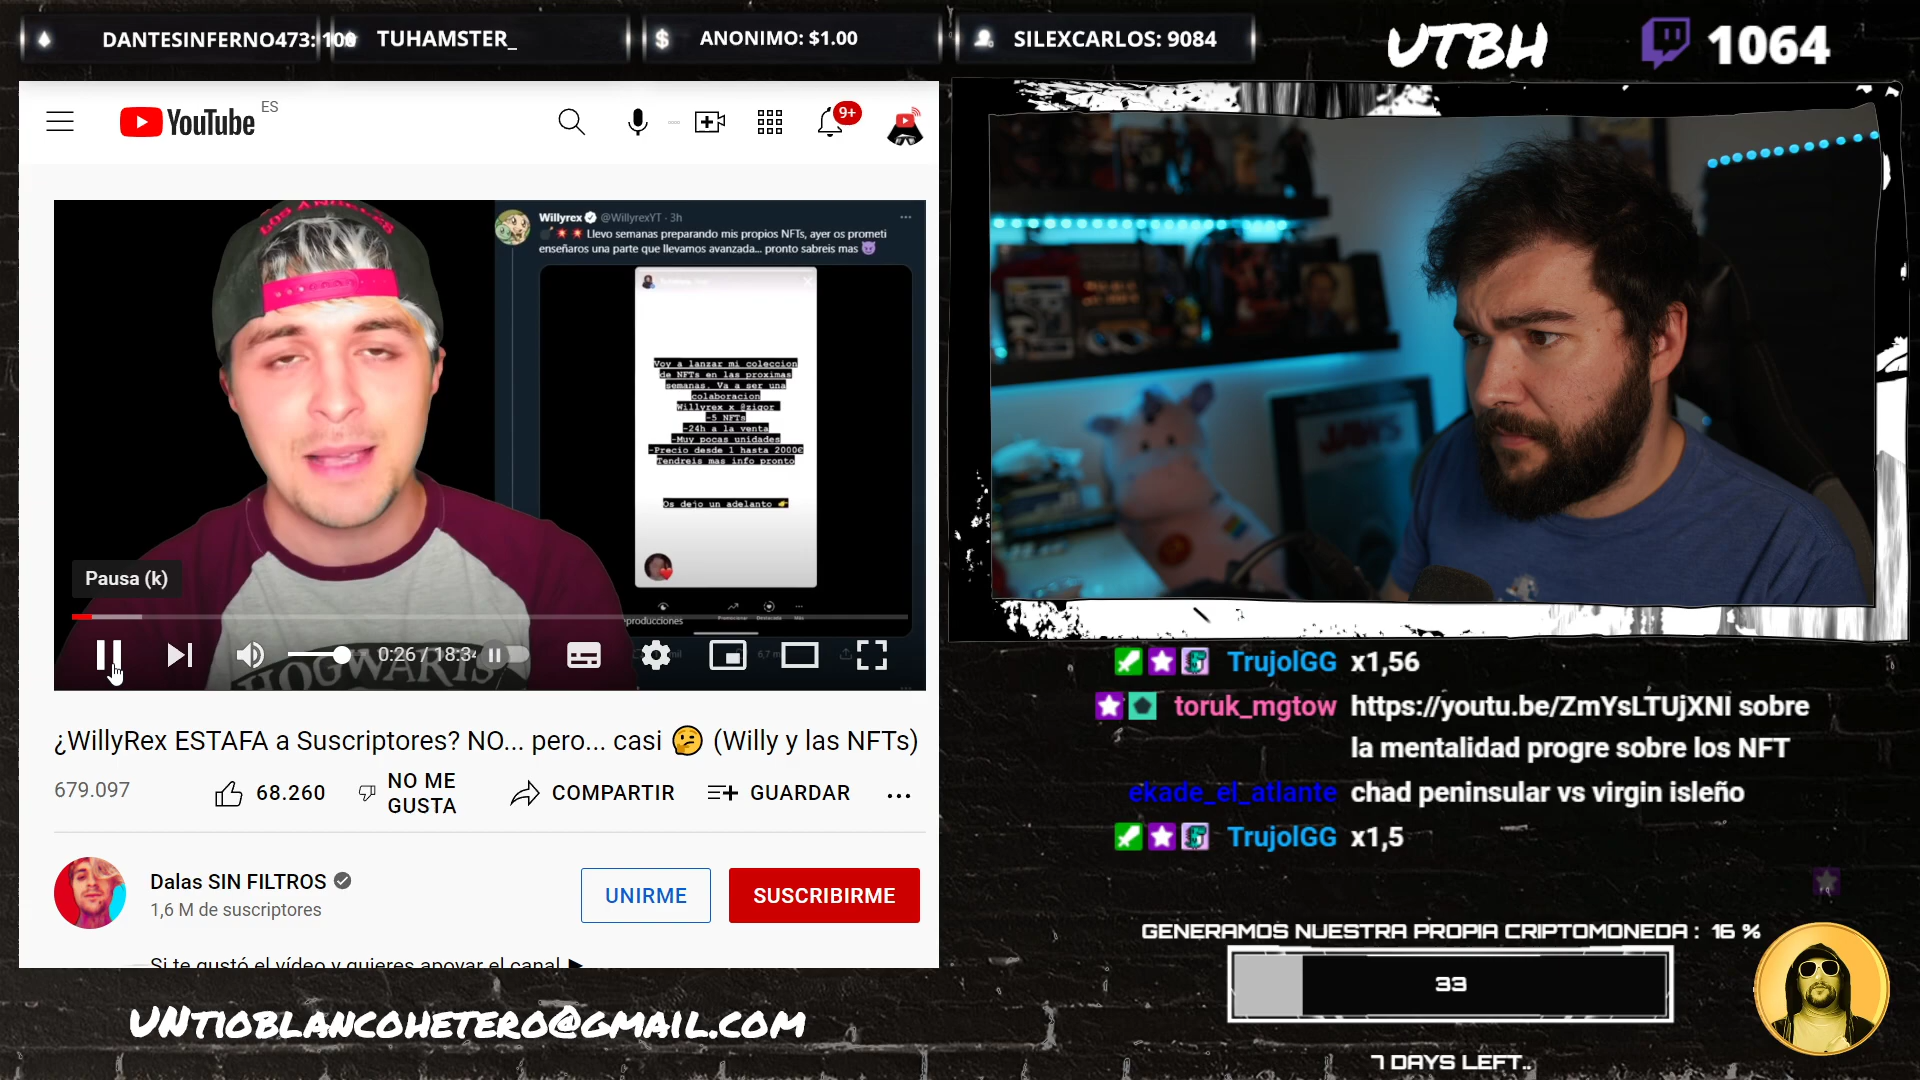 DANTESINFERNO473: 100
TUHAMSTER_
$
ANONIMO: $1.00
SILEXCARLOS: 9084
UTBH
1064
YouTube ES
9+
LOS ANGELES
Willyrex @WillyrexYT · 3h
Llevo semanas preparando mis propios NFTs, ayer os prometi
enseñaros una parte que llevamos avanzada... pronto sabreis mas
Voy a lanzar mi coleccion
de NFTs en las proximas
semanas. Va a ser una
colaboracion
Willyrex x @zigor
-5 NFTs
-24h a la venta
-Muy pocas unidades
-Precio desde 1 hasta 2000€
Tendreis mas info pronto
Os dejo un adelanto
Pausa (k)
0:26 / 18:34
HOGWARTS
JAWS
¿WillyRex ESTAFA a Suscriptores? NO... pero... casi 🤔 (Willy y las NFTs)
679.097
68.260
NO ME
GUSTA
COMPARTIR
GUARDAR
...
Dalas SIN FILTROS
1,6 M de suscriptores
UNIRME
SUSCRIBIRME
Si te gustó el vídeo y quieres apoyar el canal ▶
TrujolGG x1,56
toruk_mgtow https://youtu.be/ZmYsLTUjXNI sobre
la mentalidad progre sobre los NFT
ekade_el_atlante chad peninsular vs virgin isleño
TrujolGG x1,5
GENERAMOS NUESTRA PROPIA CRIPTOMONEDA : 16 %
33
7 DAYS LEFT..
UNTIOBLANCOHETERO@GMAIL.COM